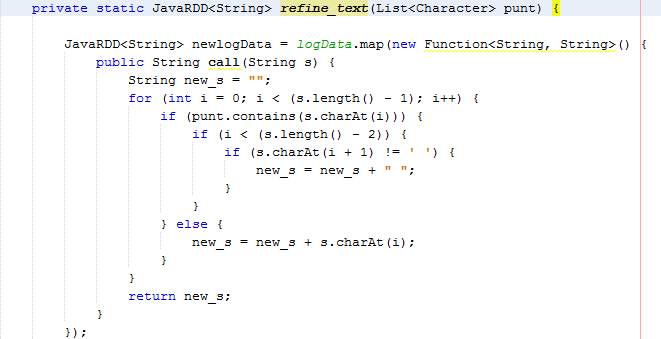 private static JavaRDD<String> refine_text(List<Character> punt) {
JavaRDD<String> newlogData = logData.map(new Function<String, String>() {
public String call(String s) {
String new_s = "";
for (int i = 0; i < (s.length() - 1); i++) {
if (punt.contains(s.charAt(i))) {
if (i < (s.length() - 2)) {
if (s.charAt(i + 1) != ' ') {
new_s = new_s + " ";
}
}
} else {
new_s = new_s + s.charAt(i);
}
}
return new_s;
}
});